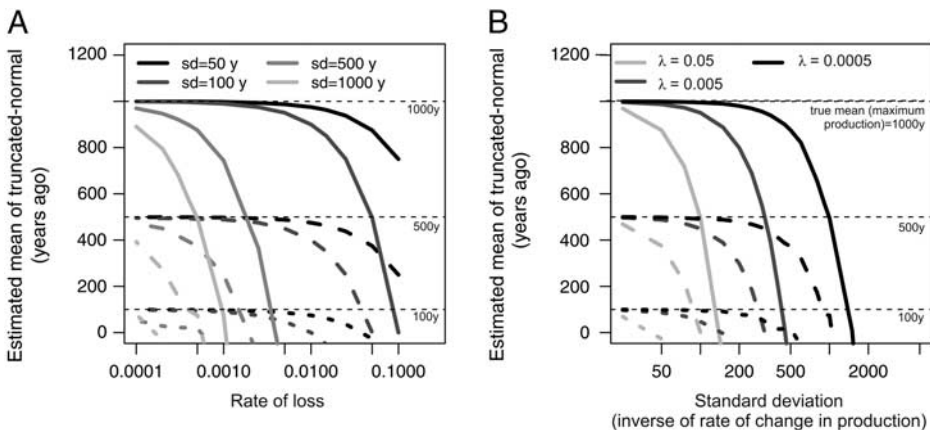 A
Estimated mean of truncated-normal
(years ago)
1200
1000
800
600
400
200
0
sd=50 y
sd=500 y
sd=100 y
sd=1000 y
1000y
500y
100y
0.0001
0.0010
0.0100
0.1000
Rate of loss
B
Estimated mean of truncated-normal
(years ago)
1200
1000
800
600
400
200
0
λ = 0.05
λ = 0.0005
λ = 0.005
true mean (maximum
production)=1000y
500y
100y
50
200
500
2000
Standard deviation
(inverse of rate of change in production)